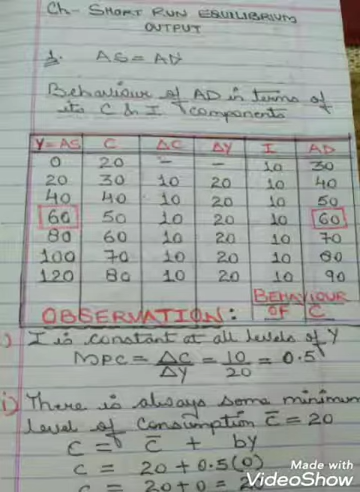 Ch- SHORT RUN EQUILIBRIUM
OUTPUT
1. AS = AD
Behaviour of AD in terms of
its C & I components
Y=AS C ΔC ΔY I AD
0 20 - - 10 30
20 30 10 20 10 40
40 40 10 20 10 50
60 50 10 20 10 60
80 60 10 20 10 70
100 70 10 20 10 80
120 80 10 20 10 90
OBSERVATION: BEHAVIOUR
OF C
) I is constant at all levels of Y
MPC = ΔC/ΔY = 10/20 = 0.5
i) There is always some minimum
level of consumption C̄ = 20
C = C̄ + by
C = 20 + 0.5(0)
C = 20 + 0 = 20
Made with
VideoShow